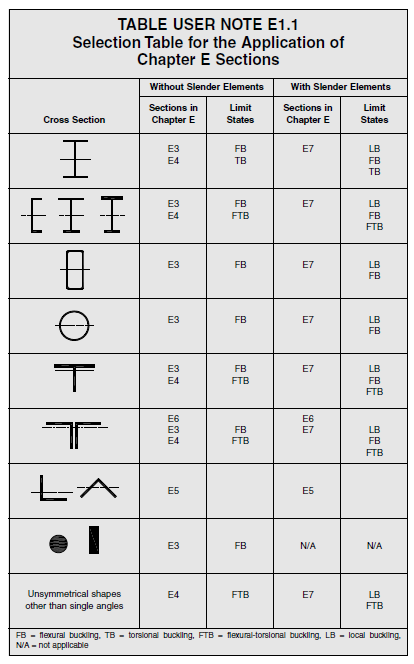 TABLE USER NOTE E1.1
Selection Table for the Application of
Chapter E Sections
Without Slender Elements With Slender Elements
Cross Section Sections in Chapter E Limit States Sections in Chapter E Limit States
E3 FB E7 LB
E4 TB FB
TB
E3 FB E7 LB
E4 FTB FB
FTB
E3 FB E7 LB
FB
E3 FB E7 LB
FB
E3 FB E7 LB
E4 FTB FB
FTB
E6 E6
E3 FB E7 LB
E4 FTB FB
FTB
E5 E5
E3 FB N/A N/A
Unsymmetrical shapes E4 FTB E7 LB
other than single angles FTB
FB = flexural buckling, TB = torsional buckling, FTB = flexural-torsional buckling, LB = local buckling,
N/A = not applicable